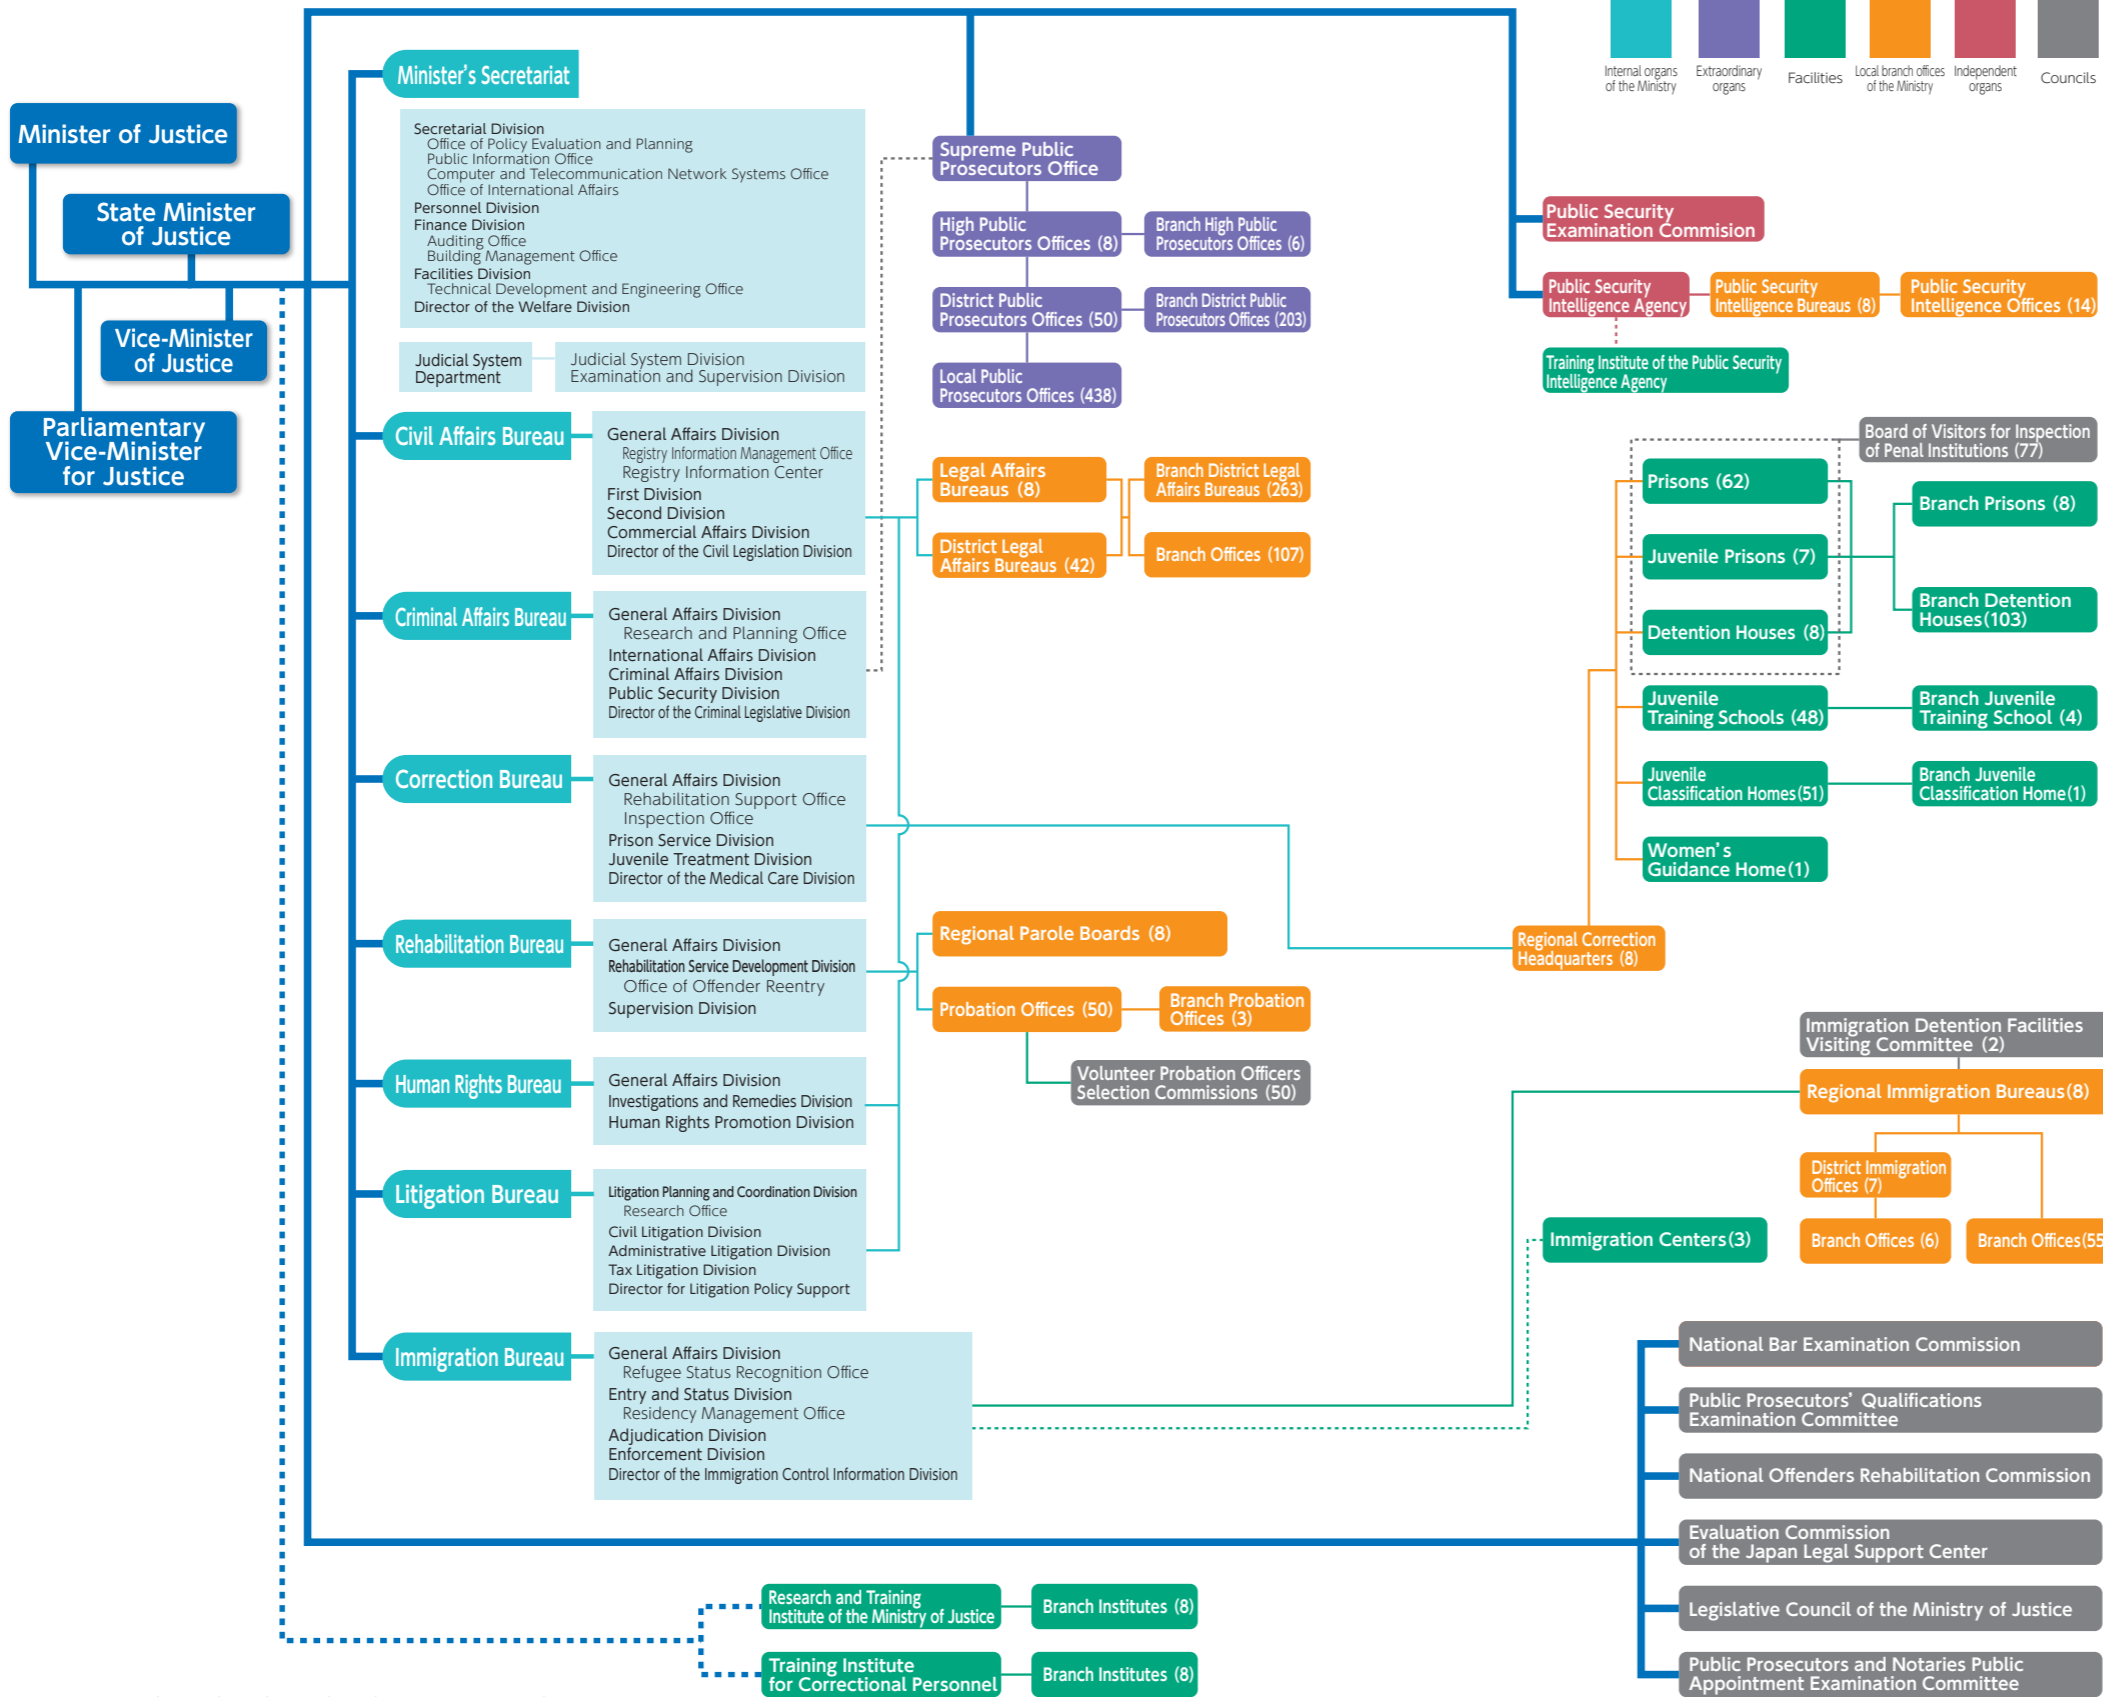 Internal organs
of the Ministry
Extraordinary
organs
Facilities
Local branch offices
of the Ministry
Independent
organs
Councils
Minister of Justice
State Minister
of Justice
Vice-Minister
of Justice
Parliamentary
Vice-Minister
for Justice
Minister's Secretariat
Secretarial Division
Office of Policy Evaluation and Planning
Public Information Office
Computer and Telecommunication Network Systems Office
Office of International Affairs
Personnel Division
Finance Division
Auditing Office
Building Management Office
Facilities Division
Technical Development and Engineering Office
Director of the Welfare Division
Judicial System
Department
Judicial System Division
Examination and Supervision Division
Civil Affairs Bureau
General Affairs Division
Registry Information Management Office
Registry Information Center
First Division
Second Division
Commercial Affairs Division
Director of the Civil Legislation Division
Criminal Affairs Bureau
General Affairs Division
Research and Planning Office
International Affairs Division
Criminal Affairs Division
Public Security Division
Director of the Criminal Legislative Division
Correction Bureau
General Affairs Division
Rehabilitation Support Office
Inspection Office
Prison Service Division
Juvenile Treatment Division
Director of the Medical Care Division
Rehabilitation Bureau
General Affairs Division
Rehabilitation Service Development Division
Office of Offender Reentry
Supervision Division
Human Rights Bureau
General Affairs Division
Investigations and Remedies Division
Human Rights Promotion Division
Litigation Bureau
Litigation Planning and Coordination Division
Research Office
Civil Litigation Division
Administrative Litigation Division
Tax Litigation Division
Director for Litigation Policy Support
Immigration Bureau
General Affairs Division
Refugee Status Recognition Office
Entry and Status Division
Residency Management Office
Adjudication Division
Enforcement Division
Director of the Immigration Control Information Division
Supreme Public
Prosecutors Office
High Public
Prosecutors Offices (8)
Branch High Public
Prosecutors Offices (6)
District Public
Prosecutors Offices (50)
Branch District Public
Prosecutors Offices (203)
Local Public
Prosecutors Offices (438)
Legal Affairs
Bureaus (8)
Branch District Legal
Affairs Bureaus (263)
District Legal
Affairs Bureaus (42)
Branch Offices (107)
Regional Parole Boards (8)
Probation Offices (50)
Branch Probation
Offices (3)
Volunteer Probation Officers
Selection Commissions (50)
Public Security
Examination Commision
Public Security
Intelligence Agency
Public Security
Intelligence Bureaus (8)
Public Security
Intelligence Offices (14)
Training Institute of the Public Security
Intelligence Agency
Board of Visitors for Inspection
of Penal Institutions (77)
Prisons (62)
Juvenile Prisons (7)
Detention Houses (8)
Branch Prisons (8)
Branch Detention
Houses(103)
Juvenile
Training Schools (48)
Branch Juvenile
Training School (4)
Juvenile
Classification Homes(51)
Branch Juvenile
Classification Home(1)
Women's
Guidance Home(1)
Regional Correction
Headquarters (8)
Immigration Detention Facilities
Visiting Committee (2)
Regional Immigration Bureaus(8)
District Immigration
Offices (7)
Branch Offices (6)
Branch Offices(55
Immigration Centers(3)
National Bar Examination Commission
Public Prosecutors' Qualifications
Examination Committee
National Offenders Rehabilitation Commission
Evaluation Commission
of the Japan Legal Support Center
Legislative Council of the Ministry of Justice
Public Prosecutors and Notaries Public
Appointment Examination Committee
Research and Training
Institute of the Ministry of Justice
Branch Institutes (8)
Training Institute
for Correctional Personnel
Branch Institutes (8)